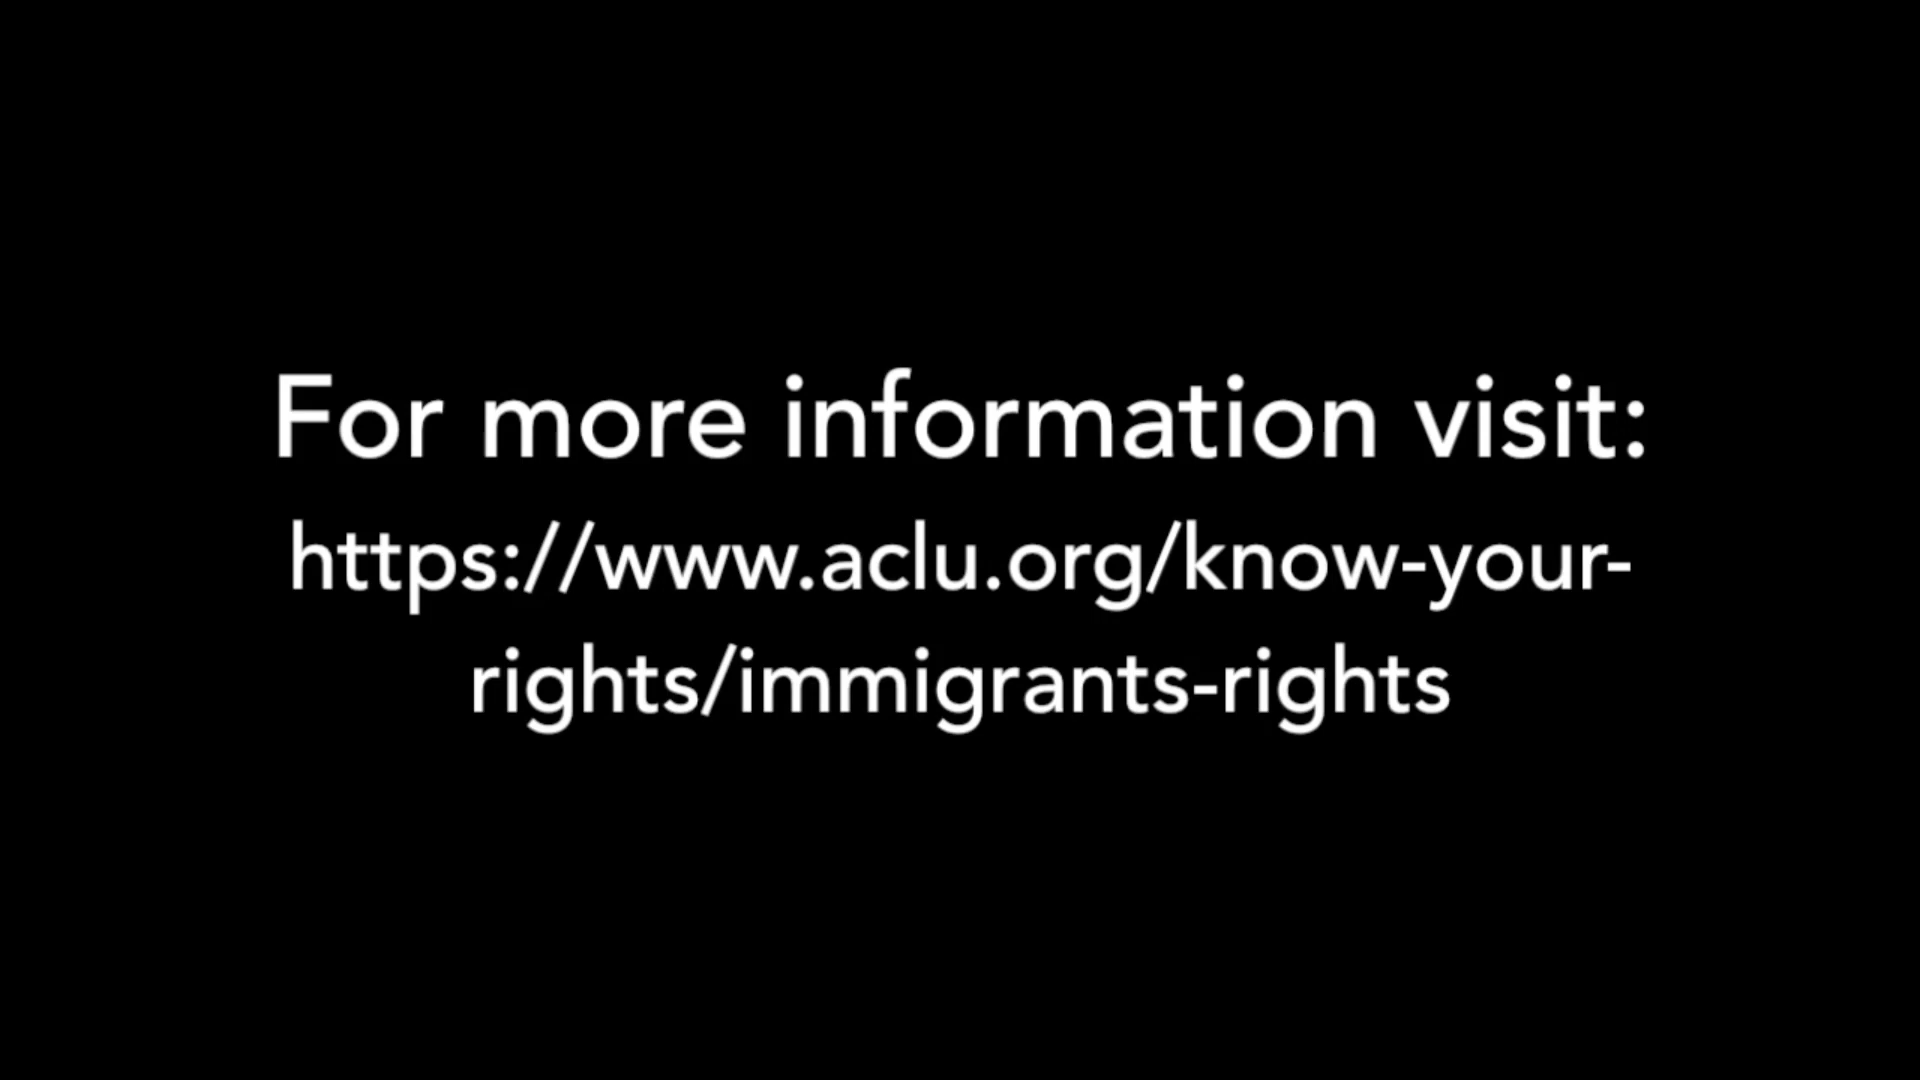 For more information visit:
https://www.aclu.org/know-your-
rights/immigrants-rights